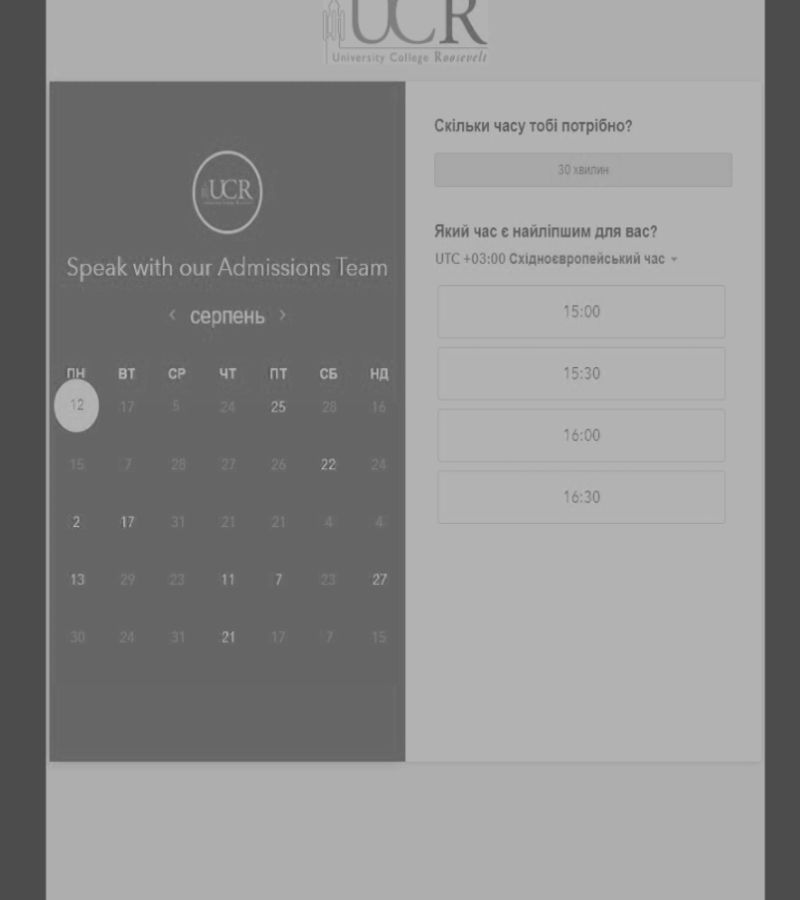 UCR
University College Roosevelt
UCR
Speak with our Admissions Team
‹ серпень ›
ПН ВТ СР ЧТ ПТ СБ НД
12 17 5 24 25 28 16
15 7 28 27 26 22 24
2 17 31 21 21 4 4
13 29 23 11 7 23 27
30 24 31 21 17 7 15
Скільки часу тобі потрібно?
30 хвилин
Який час є найліпшим для вас?
UTC +03:00 Східноєвропейський час
15:00
15:30
16:00
16:30